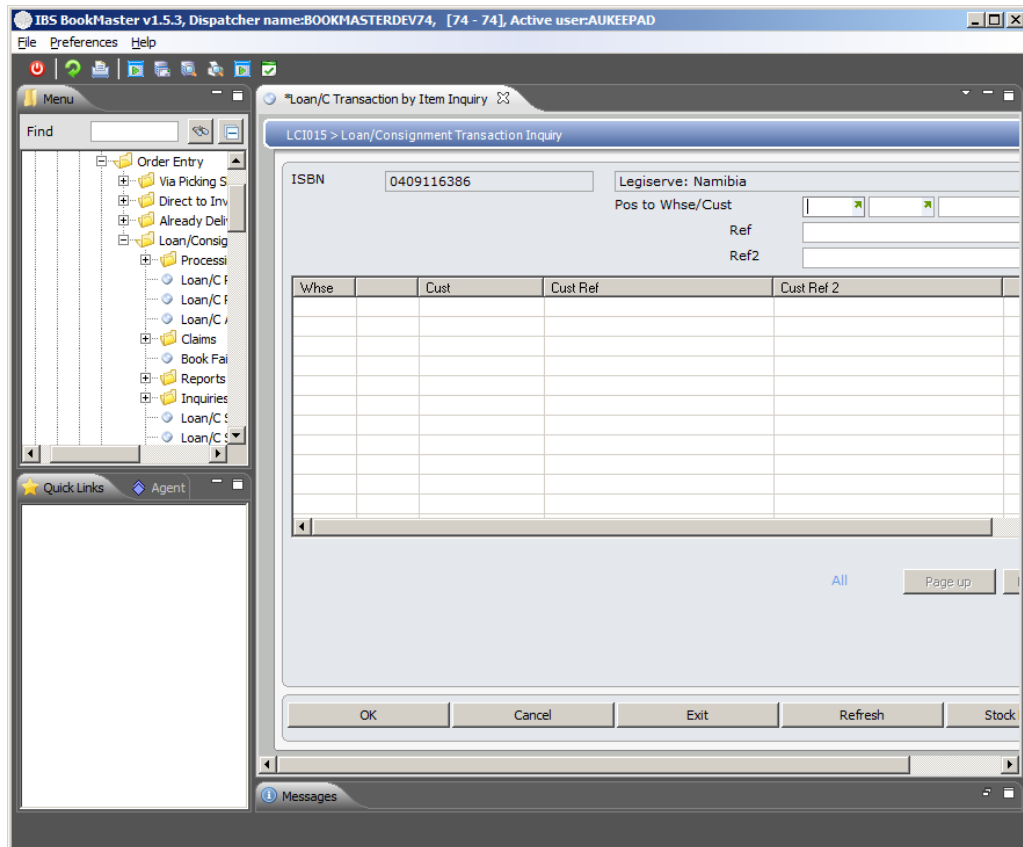 IBS BookMaster v1.5.3, Dispatcher name:BOOKMASTERDEV74, [74 - 74], Active user:AUKEEPAD
File Preferences Help
Menu
*Loan/C Transaction by Item Inquiry
Find
LCI015 > Loan/Consignment Transaction Inquiry
Order Entry
Via Picking S
Direct to Inv
Already Deli
Loan/Consig
Processi
Loan/C
Loan/C
Loan/C
Claims
Book Fai
Reports
Inquiries
Loan/C
Loan/C
ISBN 0409116386 Legiserve: Namibia
Pos to Whse/Cust
Ref
Ref2
Whse Cust Cust Ref Cust Ref 2
All Page up
OK Cancel Exit Refresh Stock
Quick Links Agent
Messages